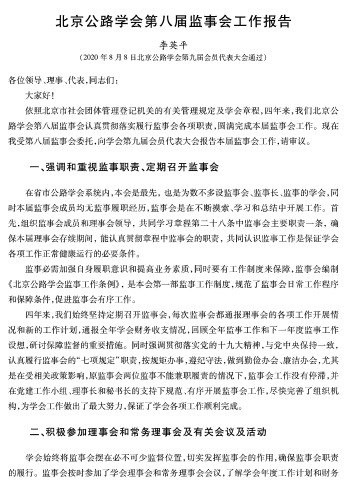 北京公路学会第八届监事会工作报告
李英平
(2020 年 8 月 8 日北京公路学会第九届会员代表大会通过)
各位领导、理事、代表,同志们:
大家好!
依照北京市社会团体管理登记机关的有关管理规定及学会章程,四年来,我们北京公
路学会第八届监事会认真贯彻落实履行监事会各项职责,圆满完成本届监事会工作。现在
我受第八届监事会委托,向学会第九届会员代表大会报告本届监事会工作,请审议。
一、强调和重视监事职责、定期召开监事会
在省市公路学会系统内,本会是最先,也是为数不多设监事会、监事长、监事的学会,同
时本届监事会成员均无监事履职经历,监事会是在不断摸索、学习和总结中开展工作。首
先,组织监事会成员和理事会领导,共同学习章程第二十八条中监事会主要职责一条,确
保本届理事会存续期间,能认真贯彻章程中监事会的职责,共同认识监事工作是保证学会
各项工作正常健康运行的必要条件。
监事必需加强自身履职意识和提高业务素质,同时要有工作制度来保障,监事会编制
《北京公路学会监事工作条例》,是本会第一部监事工作制度,规范了监事会日常工作程序
和保障条件,促进监事会有序工作。
四年来,我们始终坚持定期召开监事会,每次监事会都通报理事会的各项工作开展情
况和新的工作计划,通报全年学会财务收支情况,回顾全年监事工作和下一年度监事工作
设想,研讨保障监督的重要措施。同时强调贯彻落实党的十九大精神,与党中央保持一致,
认真履行监事会的“七项规定”职责,按规矩办事,遵纪守法,做到勤俭办会、廉洁办会,尤其
是在受相关政策影响,原监事会两位监事不能兼职履责的情况下,监事会工作没有停滞,并
在党建工作小组、理事长和秘书长的支持下规范、有序开展监事会工作,尽快完善了组织机
构,为学会工作做出了最大努力,保证了学会各项工作顺利完成。
二、积极参加理事会和常务理事会及有关会议及活动
学会始终将监事会摆在必不可少监督位置,切实发挥监事会的作用,确保监事会职责
的履行。监事会按时参加了学会理事会和常务理事会会议,了解学会年度工作计划和财务